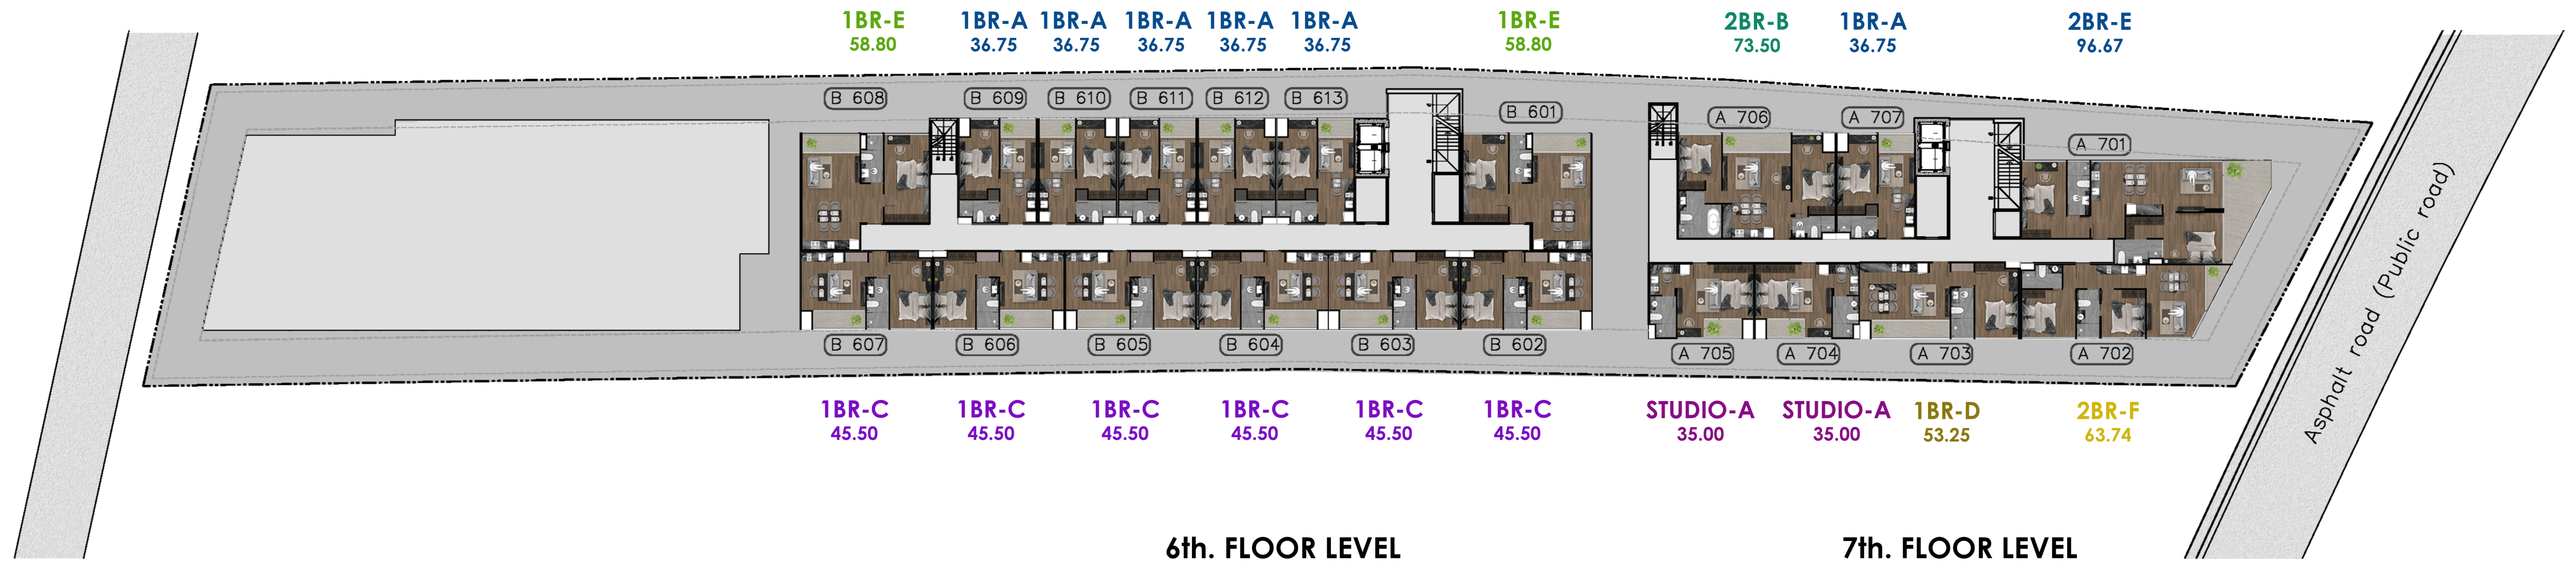 1BR-E 1BR-A 1BR-A 1BR-A 1BR-A 1BR-A 1BR-E 2BR-B 1BR-A 2BR-E
58.80 36.75 36.75 36.75 36.75 36.75 58.80 73.50 36.75 96.67
B 608 B 609 B 610 B 611 B 612 B 613 B 601 A 706 A 707 A 701
B 607 B 606 B 605 B 604 B 603 B 602 A 705 A 704 A 703 A 702
Asphalt road (Public road)
1BR-C 1BR-C 1BR-C 1BR-C 1BR-C 1BR-C STUDIO-A STUDIO-A 1BR-D 2BR-F
45.50 45.50 45.50 45.50 45.50 45.50 35.00 35.00 53.25 63.74
6th. FLOOR LEVEL 7th. FLOOR LEVEL